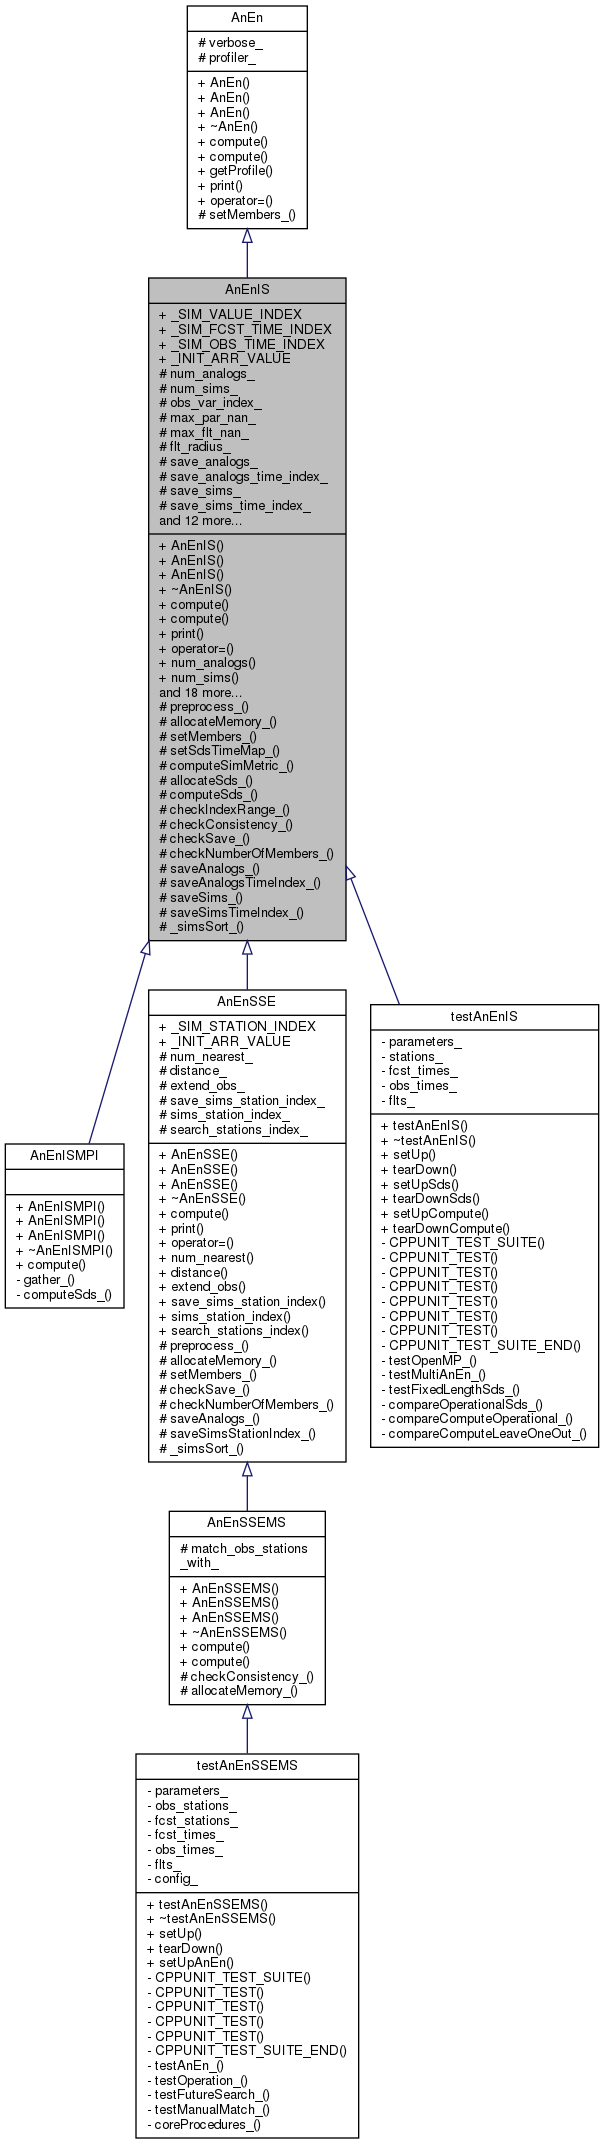 AnEn
# verbose_
# profiler_
+ AnEn()
+ AnEn()
+ AnEn()
+ ~AnEn()
+ compute()
+ compute()
+ getProfile()
+ print()
+ operator=()
# setMembers_()
AnEnIS
+ _SIM_VALUE_INDEX
+ _SIM_FCST_TIME_INDEX
+ _SIM_OBS_TIME_INDEX
+ _INIT_ARR_VALUE
# num_analogs_
# num_sims_
# obs_var_index_
# max_par_nan_
# max_flt_nan_
# flt_radius_
# save_analogs_
# save_analogs_time_index_
# save_sims_
# save_sims_time_index_
and 12 more...
+ AnEnIS()
+ AnEnIS()
+ AnEnIS()
+ ~AnEnIS()
+ compute()
+ compute()
+ print()
+ operator=()
+ num_analogs()
+ num_sims()
and 18 more...
# preprocess_()
# allocateMemory_()
# setMembers_()
# setSdsTimeMap_()
# computeSimMetric_()
# allocateSds_()
# computeSds_()
# checkIndexRange_()
# checkConsistency_()
# checkSave_()
# checkNumberOfMembers_()
# saveAnalogs_()
# saveAnalogsTimeIndex_()
# saveSims_()
# saveSimsTimeIndex_()
# _simsSort_()
AnEnISMPI
+ AnEnISMPI()
+ AnEnISMPI()
+ AnEnISMPI()
+ ~AnEnISMPI()
+ compute()
- gather_()
- computeSds_()
AnEnSSE
+ _SIM_STATION_INDEX
+ _INIT_ARR_VALUE
# num_nearest_
# distance_
# extend_obs_
# save_sims_station_index_
# sims_station_index_
# search_stations_index_
+ AnEnSSE()
+ AnEnSSE()
+ AnEnSSE()
+ ~AnEnSSE()
+ compute()
+ print()
+ operator=()
+ num_nearest()
+ distance()
+ extend_obs()
+ save_sims_station_index()
+ sims_station_index()
+ search_stations_index()
# preprocess_()
# allocateMemory_()
# setMembers_()
# checkSave_()
# checkNumberOfMembers_()
# saveAnalogs_()
# saveSimsStationIndex_()
# _simsSort_()
testAnEnIS
- parameters_
- stations_
- fcst_times_
- obs_times_
- flts_
+ testAnEnIS()
+ ~testAnEnIS()
+ setUp()
+ tearDown()
+ setUpSds()
+ tearDownSds()
+ setUpCompute()
+ tearDownCompute()
- CPPUNIT_TEST_SUITE()
- CPPUNIT_TEST()
- CPPUNIT_TEST()
- CPPUNIT_TEST()
- CPPUNIT_TEST()
- CPPUNIT_TEST()
- CPPUNIT_TEST()
- CPPUNIT_TEST_SUITE_END()
- testOpenMP_()
- testMultiAnEn_()
- testFixedLengthSds_()
- compareOperationalSds_()
- compareComputeOperational_()
- compareComputeLeaveOneOut_()
AnEnSSEMS
# match_obs_stations
_with_
+ AnEnSSEMS()
+ AnEnSSEMS()
+ AnEnSSEMS()
+ ~AnEnSSEMS()
+ compute()
+ compute()
# checkConsistency_()
# allocateMemory_()
testAnEnSSEMS
- parameters_
- obs_stations_
- fcst_stations_
- fcst_times_
- obs_times_
- flts_
- config_
+ testAnEnSSEMS()
+ ~testAnEnSSEMS()
+ setUp()
+ tearDown()
+ setUpAnEn()
- CPPUNIT_TEST_SUITE()
- CPPUNIT_TEST()
- CPPUNIT_TEST()
- CPPUNIT_TEST()
- CPPUNIT_TEST()
- CPPUNIT_TEST_SUITE_END()
- testAnEn_()
- testOperation_()
- testFutureSearch_()
- testManualMatch_()
- coreProcedures_()